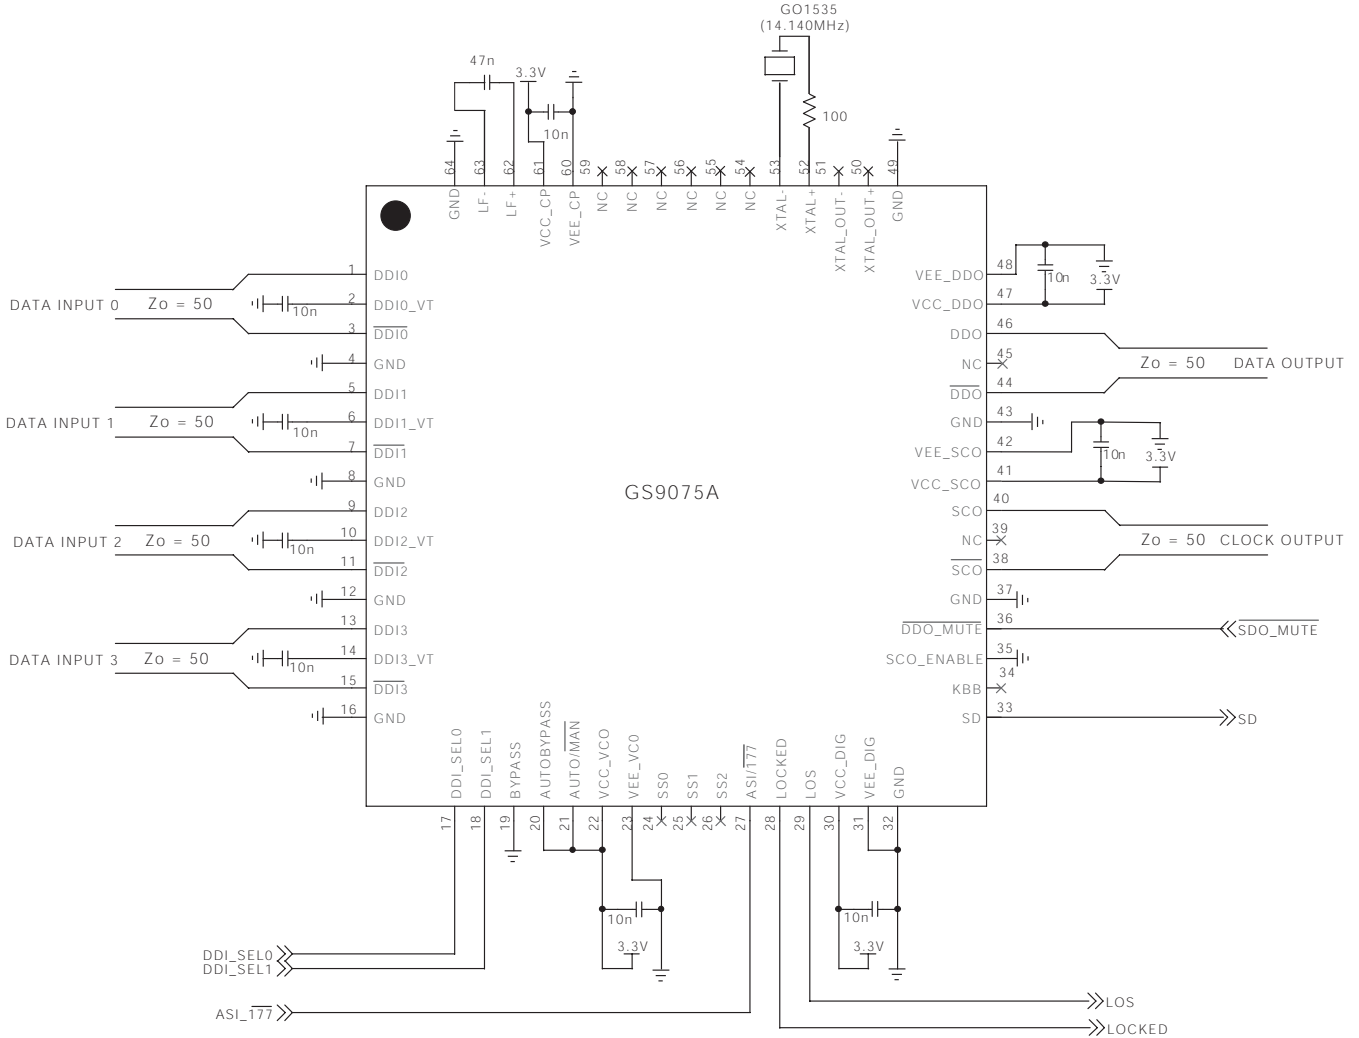 GO1535
(14.140MHz)
47n
3.3V
10n
100
64
63
62
61
60
59
58
57
56
55
54
53
52
51
50
49
GND
LF-
LF+
VCC_CP
VEE_CP
NC
NC
NC
NC
NC
NC
XTAL-
XTAL+
XTAL_OUT-
XTAL_OUT+
GND
DATA INPUT 0 Zo = 50
1 DDI0
10n 2 DDI0_VT
3 DDI0
4 GND
DATA INPUT 1 Zo = 50
5 DDI1
10n 6 DDI1_VT
7 DDI1
8 GND
DATA INPUT 2 Zo = 50
9 DDI2
10n 10 DDI2_VT
11 DDI2
12 GND
DATA INPUT 3 Zo = 50
13 DDI3
10n 14 DDI3_VT
15 DDI3
16 GND
GS9075A
VEE_DDO 48
10n
3.3V
VCC_DDO 47
DDO 46
NC 45
Zo = 50 DATA OUTPUT
DDO 44
GND 43
VEE_SCO 42
10n
3.3V
VCC_SCO 41
SCO 40
NC 39
Zo = 50 CLOCK OUTPUT
SCO 38
GND 37
DDO_MUTE 36 SDO_MUTE
SCO_ENABLE 35
KBB 34
SD 33 SD
DDI_SEL0
DDI_SEL1
BYPASS
AUTOBYPASS
AUTO/MAN
VCC_VCO
VEE_VC0
SS0
SS1
SS2
ASI/177
LOCKED
LOS
VCC_DIG
VEE_DIG
GND
17
18
19
20
21
22
23
24
25
26
27
28
29
30
31
32
10n
3.3V
10n
3.3V
DDI_SEL0
DDI_SEL1
ASI_177
LOS
LOCKED